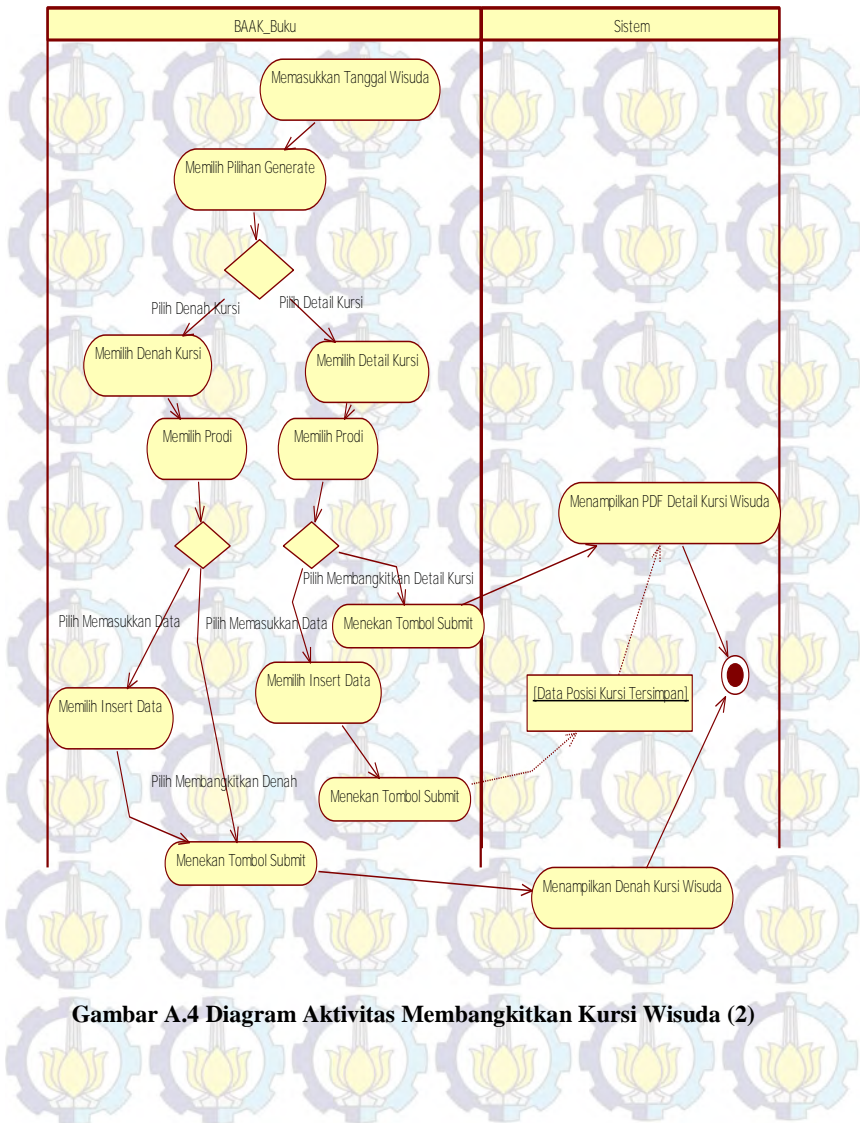 BAAK_Buku
Sistem
Memasukkan Tanggal Wisuda
Memilih Pilihan Generate
Pilih Denah Kursi
Pilih Detail Kursi
Memilih Denah Kursi
Memilih Detail Kursi
Memilih Prodi
Memilih Prodi
Menampilkan PDF Detail Kursi Wisuda
Pilih Membangkitkan Detail Kursi
Pilih Memasukkan Data
Pilih Memasukkan Data
Menekan Tombol Submit
Memilih Insert Data
Memilih Insert Data
[Data Posisi Kursi Tersimpan]
Pilih Membangkitkan Denah
Menekan Tombol Submit
Menekan Tombol Submit
Menampilkan Denah Kursi Wisuda
Gambar A.4 Diagram Aktivitas Membangkitkan Kursi Wisuda (2)